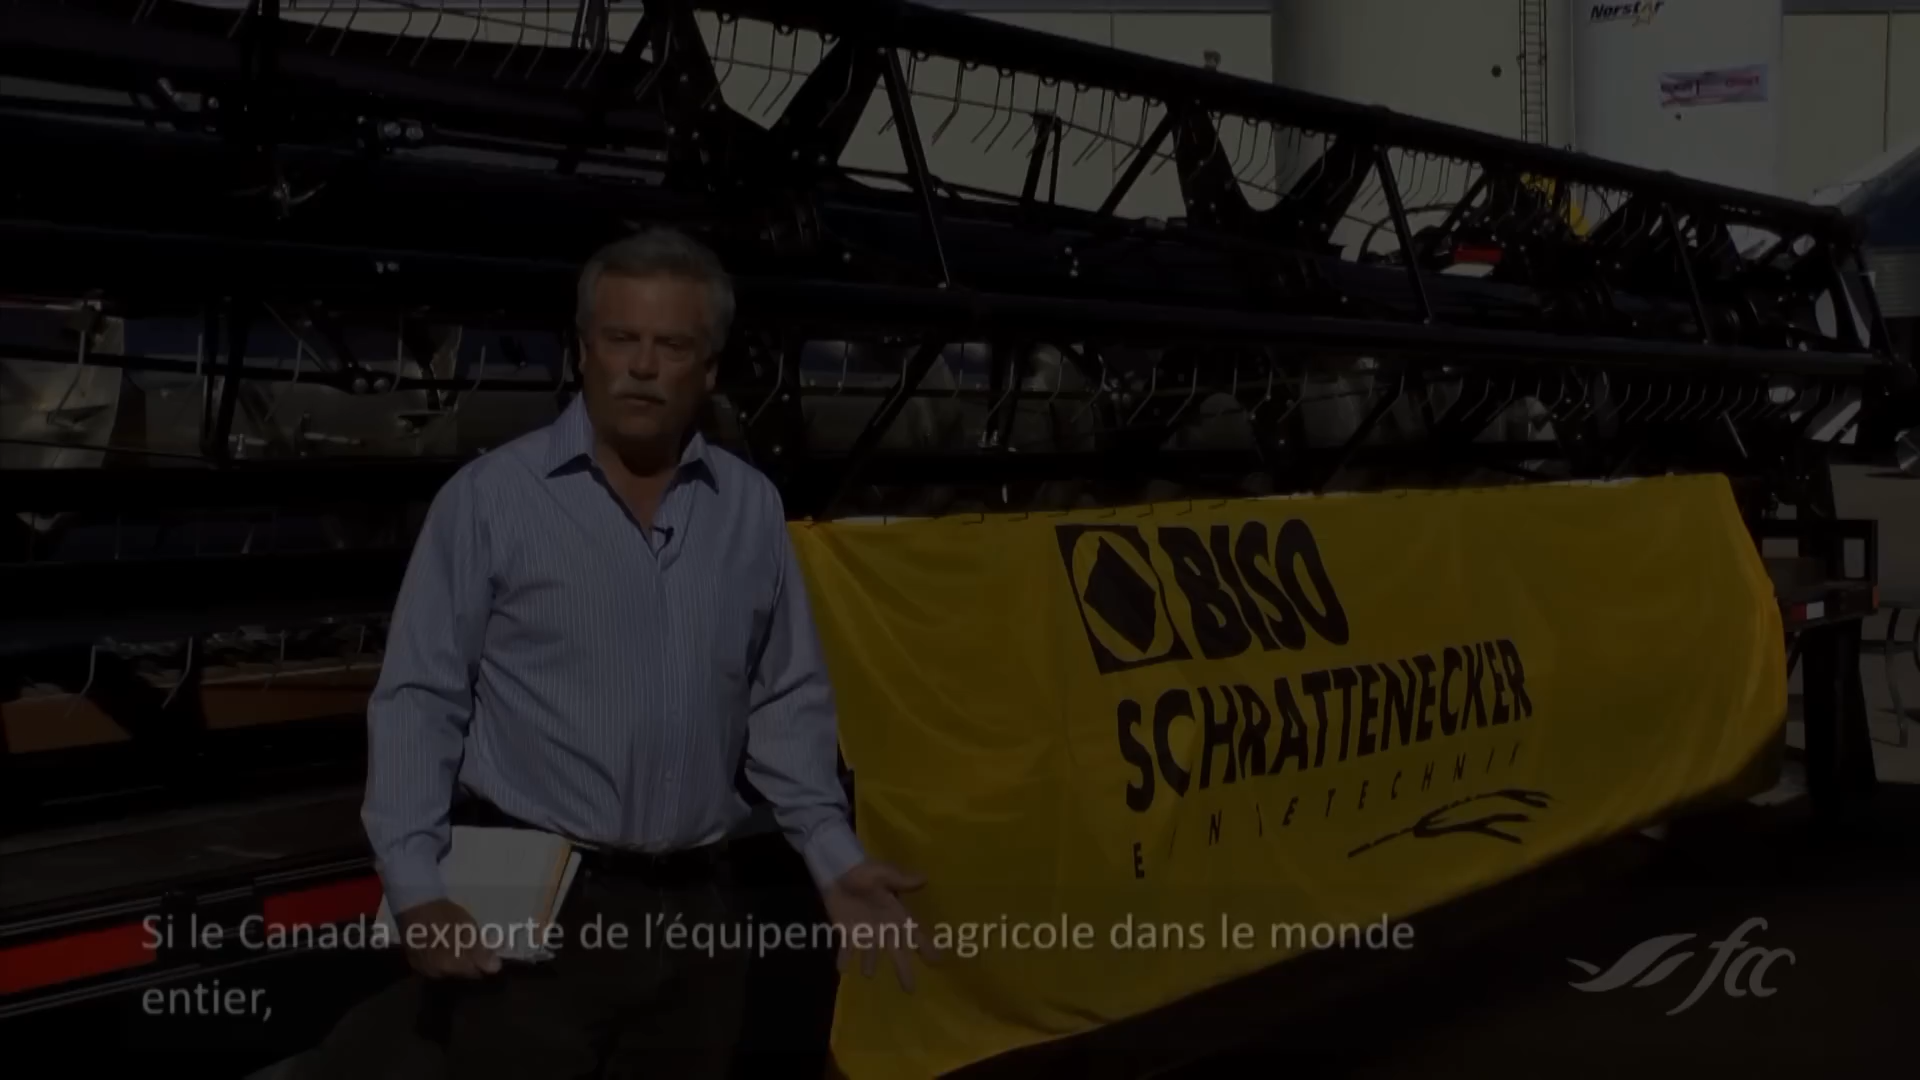 Norstar
BISO
SCHRATTENECKER
Si le Canada exporte de l’équipement agricole dans le monde
entier,
fcc